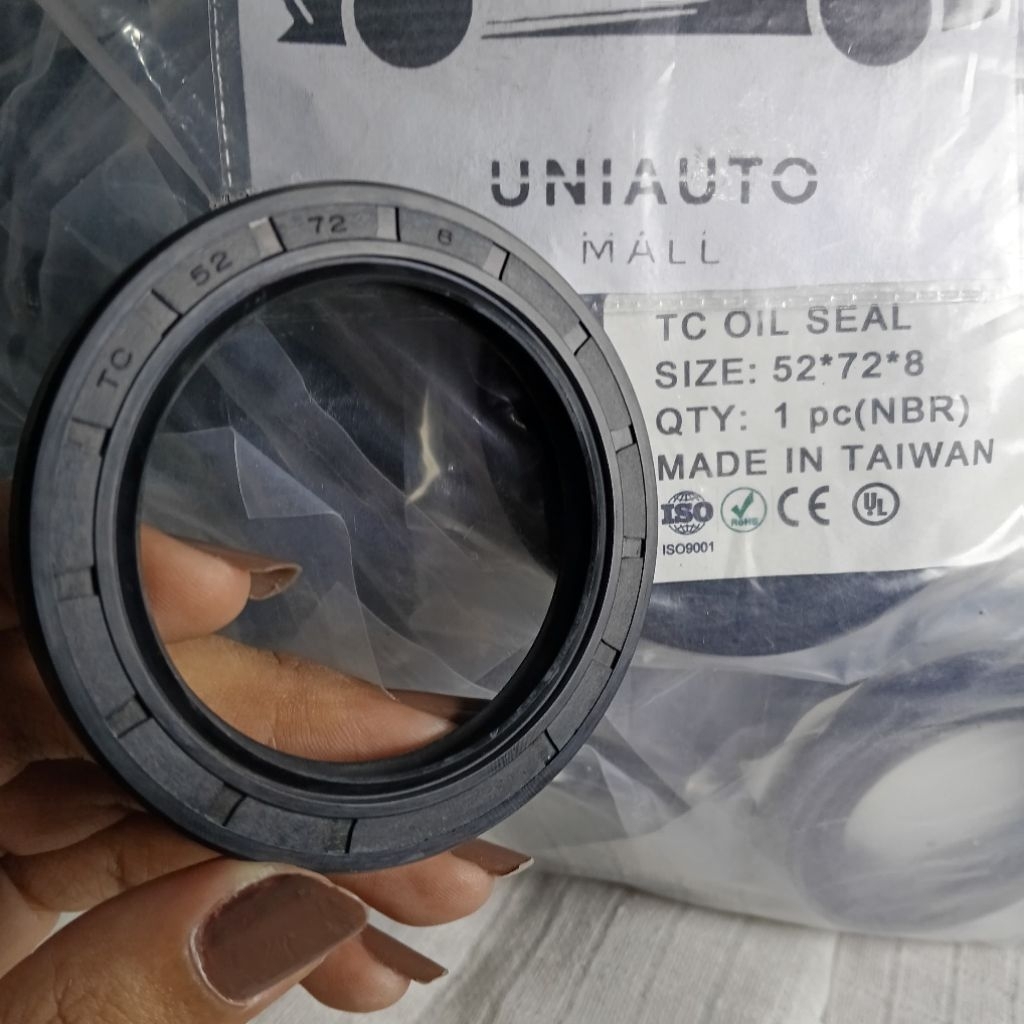 UNIAUTO
MALL
TC 52 72 8
TC OIL SEAL
SIZE: 52*72*8
QTY: 1 pc(NBR)
MADE IN TAIWAN
ISO RoHS CE UL
ISO9001